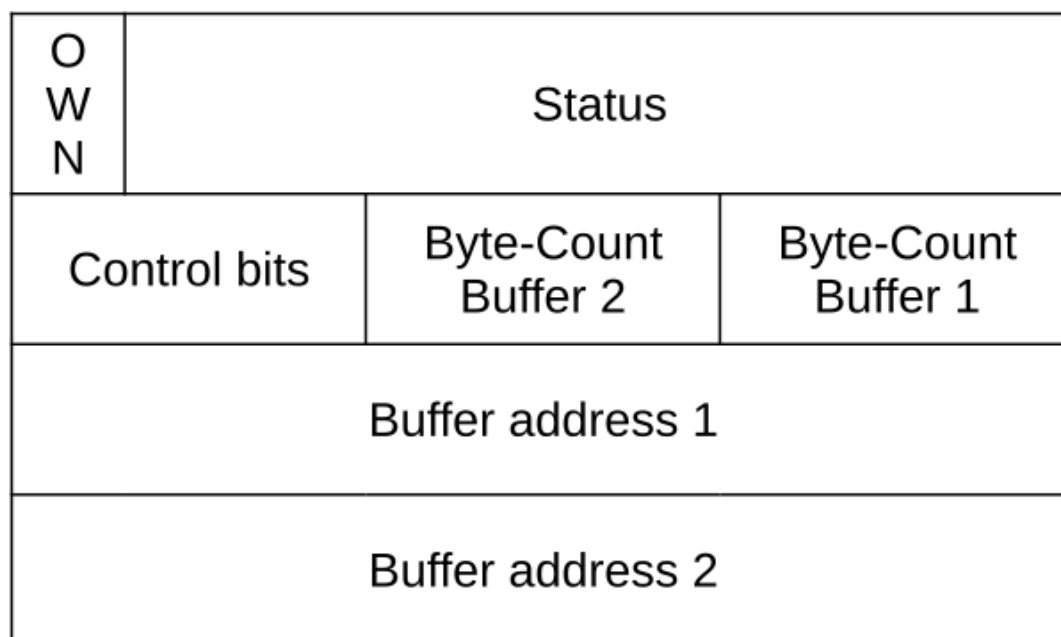 O
W
N
Status
Control bits
Byte-Count
Buffer 2
Byte-Count
Buffer 1
Buffer address 1
Buffer address 2